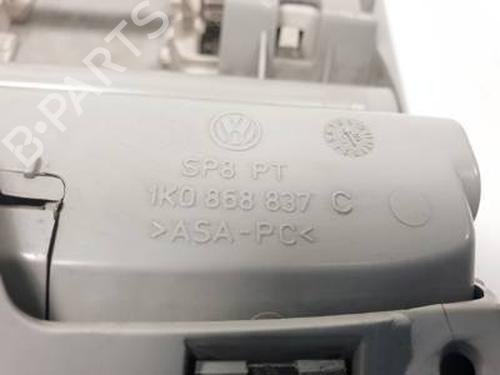 B-PARTS
SP8 PT
1K0 868 837 C
>ASA-PC<